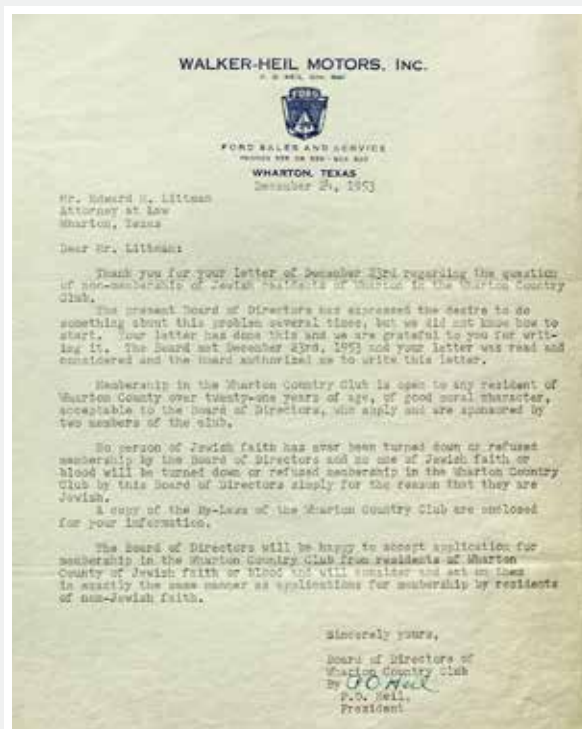 WALKER-HEIL MOTORS, INC.
FORD
FORD SALES AND SERVICE
WHARTON, TEXAS
December 24, 1953
Mr. Edward H. Littman
Attorney at Law
Wharton, Texas
Dear Mr. Littman:
Thank you for your letter of December 23rd regarding the question
of non-membership of Jewish residents of Wharton in the Wharton Country
Club.
The present Board of Directors has expressed the desire to do
something about this problem several times, but we did not know how to
start. Your letter has done this and we are grateful to you for writ-
ing it. The Board met December 23rd, 1953 and your letter was read and
considered and the Board authorized me to write this letter.
Membership in the Wharton Country Club is open to any resident of
Wharton County over twenty-one years of age, of good moral character,
acceptable to the Board of Directors, who apply and are sponsored by
two members of the club.
No person of Jewish faith has ever been turned down or refused
membership by the Board of Directors and no one of Jewish faith or
blood will be turned down or refused membership in the Wharton Country
Club by this Board of Directors simply for the reason that they are
Jewish.
A copy of the By-Laws of the Wharton Country Club are enclosed
for your information.
The Board of Directors will be happy to accept application for
membership in the Wharton Country Club from residents of Wharton
County of Jewish faith or blood and will consider and act on them
in exactly the same manner as applications for membership by residents
of non-Jewish faith.
Sincerely yours,
Board of Directors of
Wharton Country Club
By P O Heil
P.O. Heil,
President